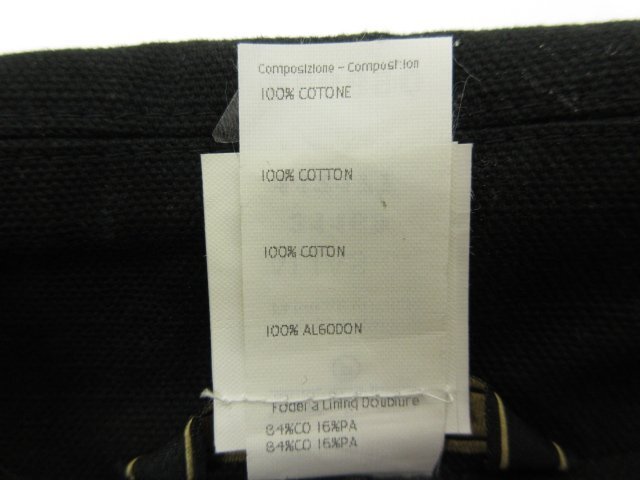 Composizione - Composition
100% COTONE
100% COTTON
100% COTON
100% ALGODON
Fodera Lining Doublure
84%CO 16%PA
84%CO 16%PA